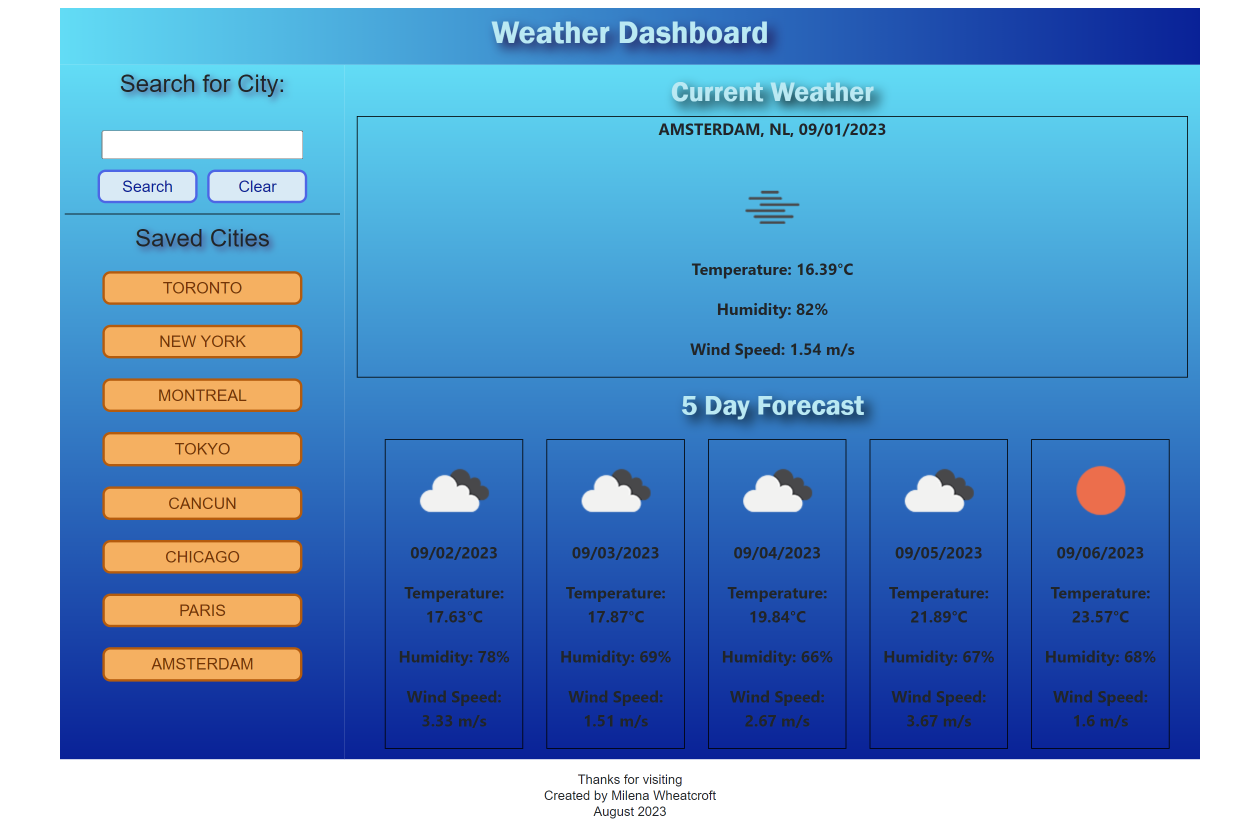 Weather Dashboard
Search for City:
Search
Clear
Saved Cities
TORONTO
NEW YORK
MONTREAL
TOKYO
CANCUN
CHICAGO
PARIS
AMSTERDAM
Current Weather
AMSTERDAM, NL, 09/01/2023
Temperature: 16.39°C
Humidity: 82%
Wind Speed: 1.54 m/s
5 Day Forecast
09/02/2023
Temperature:
17.63°C
Humidity: 78%
Wind Speed:
3.33 m/s
09/03/2023
Temperature:
17.87°C
Humidity: 69%
Wind Speed:
1.51 m/s
09/04/2023
Temperature:
19.84°C
Humidity: 66%
Wind Speed:
2.67 m/s
09/05/2023
Temperature:
21.89°C
Humidity: 67%
Wind Speed:
3.67 m/s
09/06/2023
Temperature:
23.57°C
Humidity: 68%
Wind Speed:
1.6 m/s
Thanks for visiting
Created by Milena Wheatcroft
August 2023